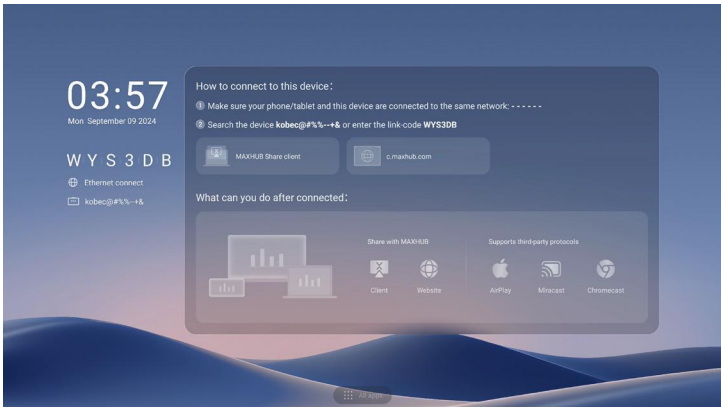 03:57
Mon September 09 2024
WYS3DB
Ethernet connect
kobec@#%%--+&
How to connect to this device:
1 Make sure your phone/tablet and this device are connected to the same network: - - - - - -
2 Search the device kobec@#%%--+& or enter the link-code WYS3DB
MAXHUB Share client
c.maxhub.com
What can you do after connected:
Share with MAXHUB
Supports third-party protocols
Client
Website
AirPlay
Miracast
Chromecast
All apps